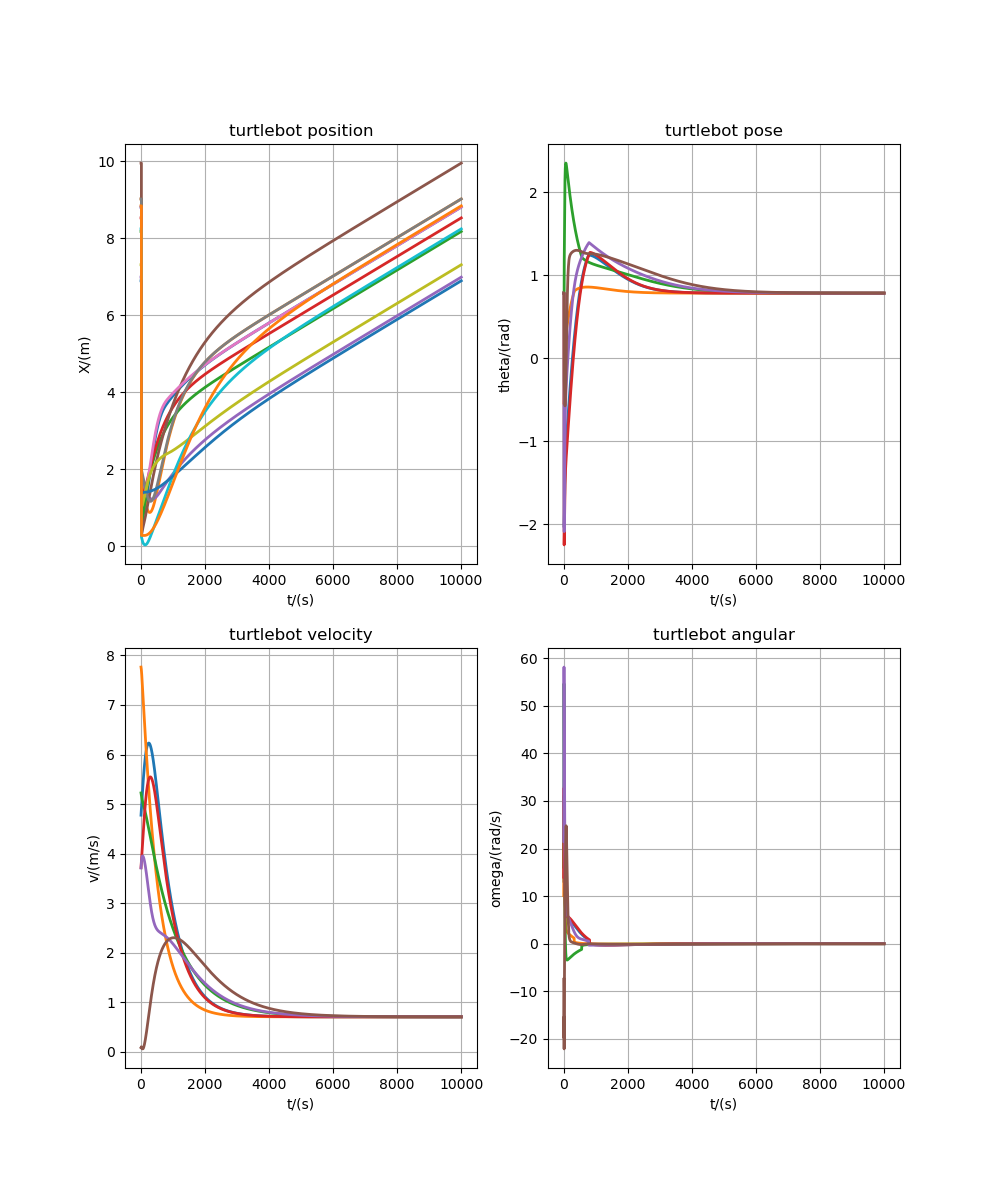 turtlebot position
10
8
6
4
2
0
X/(m)
0 2000 4000 6000 8000 10000
t/(s)
turtlebot pose
2
1
0
−1
−2
theta/(rad)
0 2000 4000 6000 8000 10000
t/(s)
turtlebot velocity
8
7
6
5
4
3
2
1
0
v/(m/s)
0 2000 4000 6000 8000 10000
t/(s)
turtlebot angular
60
50
40
30
20
10
0
−10
−20
omega/(rad/s)
0 2000 4000 6000 8000 10000
t/(s)